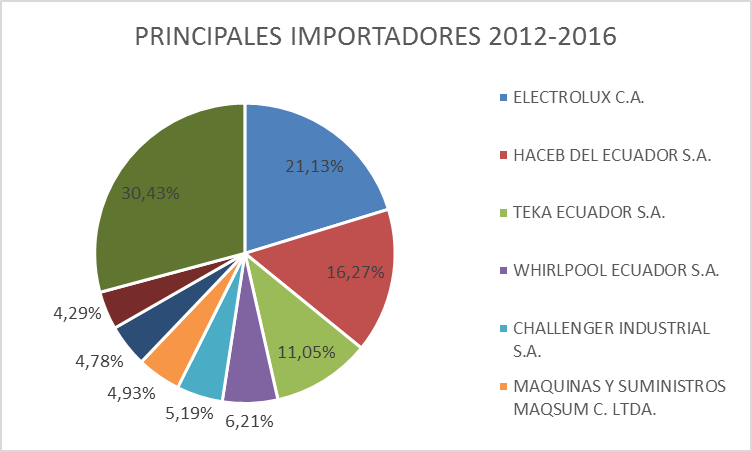 PRINCIPALES IMPORTADORES 2012-2016
21,13%
16,27%
11,05%
6,21%
5,19%
4,93%
4,78%
4,29%
30,43%
ELECTROLUX C.A.
HACEB DEL ECUADOR S.A.
TEKA ECUADOR S.A.
WHIRLPOOL ECUADOR S.A.
CHALLENGER INDUSTRIAL
S.A.
MAQUINAS Y SUMINISTROS
MAQSUM C. LTDA.